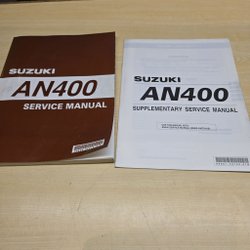 SUZUKI
AN400
SERVICE MANUAL
SUZUKI
AN400
SUPPLEMENTARY SERVICE MANUAL